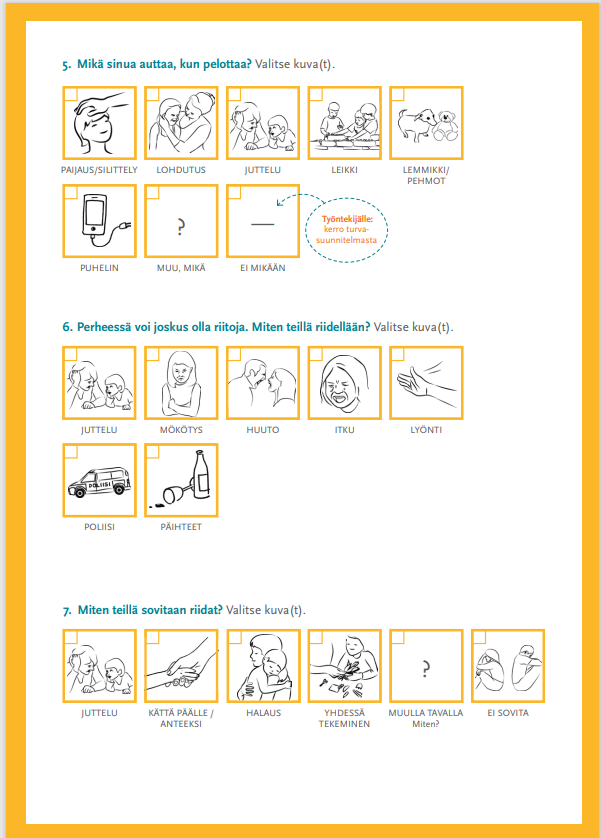 5. Mikä sinua auttaa, kun pelottaa? Valitse kuva(t).
PAIJAUS/SILITTELY
LOHDUTUS
JUTTELU
LEIKKI
LEMMIKKI/
PEHMOT
PUHELIN
?
MUU, MIKÄ
—
EI MIKÄÄN
Työntekijälle:
kerro turva-
suunnitelmasta
6. Perheessä voi joskus olla riitoja. Miten teillä riidellään? Valitse kuva(t).
JUTTELU
MÖKÖTYS
HUUTO
ITKU
LYÖNTI
POLIISI
POLIISI
PÄIHTEET
7. Miten teillä sovitaan riidat? Valitse kuva(t).
JUTTELU
KÄTTÄ PÄÄLLE /
ANTEEKSI
HALAUS
YHDESSÄ
TEKEMINEN
?
MUULLA TAVALLA
Miten?
EI SOVITA